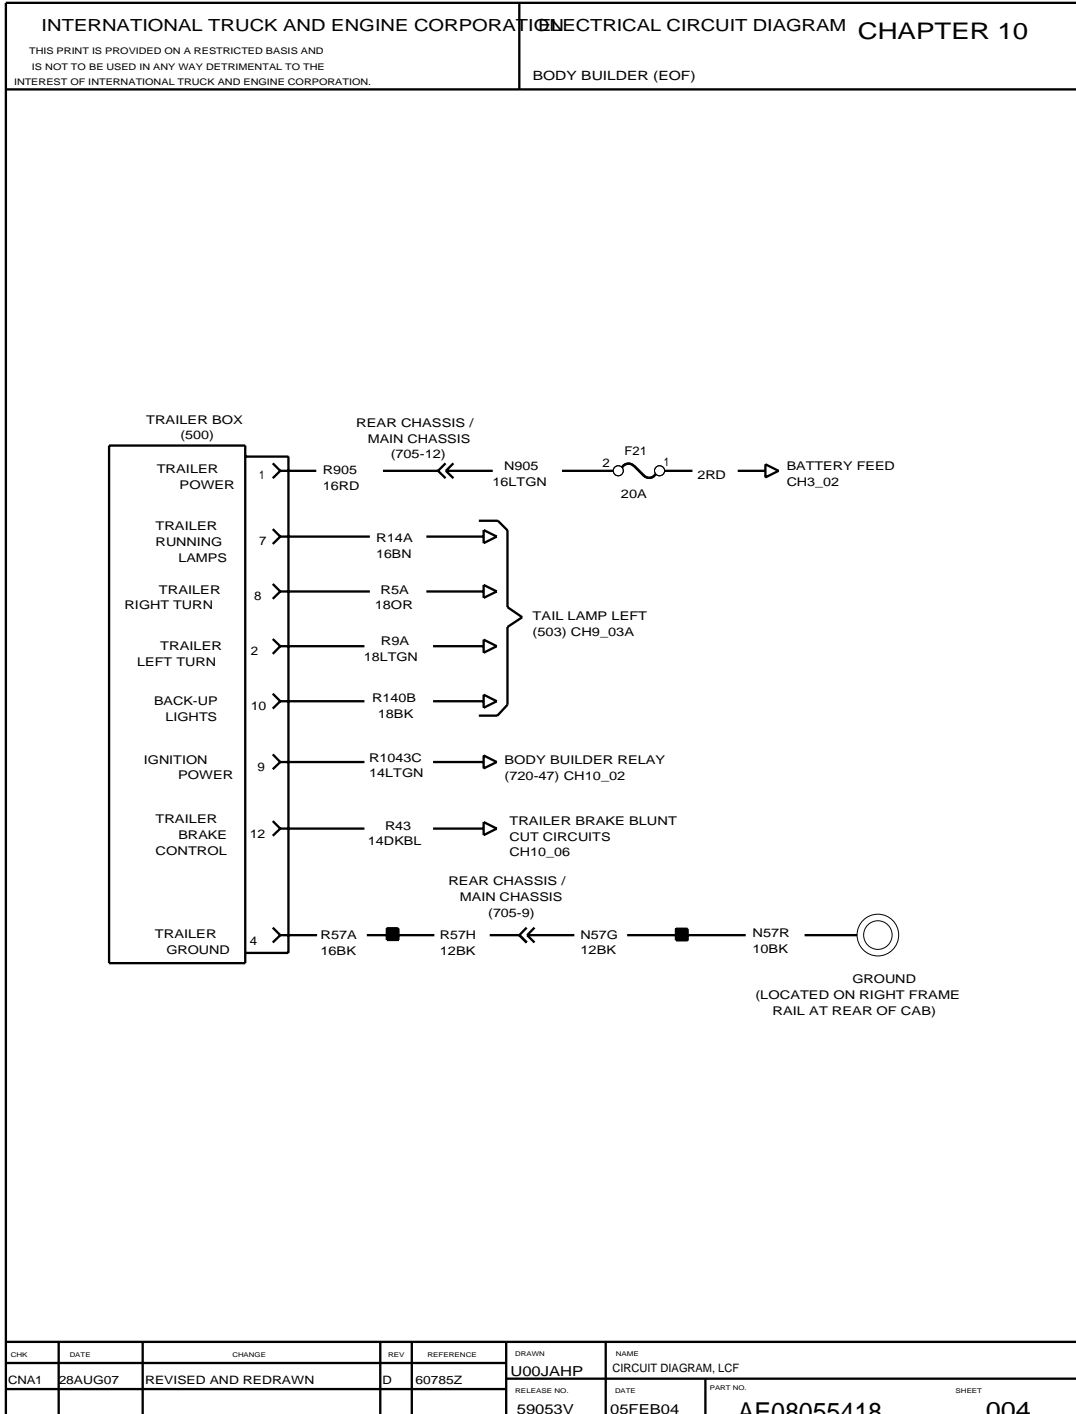 INTERNATIONAL TRUCK AND ENGINE CORPORATION
THIS PRINT IS PROVIDED ON A RESTRICTED BASIS AND
IS NOT TO BE USED IN ANY WAY DETRIMENTAL TO THE
INTEREST OF INTERNATIONAL TRUCK AND ENGINE CORPORATION.
ELECTRICAL CIRCUIT DIAGRAM
CHAPTER 10
BODY BUILDER (EOF)
TRAILER BOX
(500)
REAR CHASSIS /
MAIN CHASSIS
(705-12)
TRAILER
POWER
1
R905
16RD
N905
16LTGN
2
F21
1
20A
2RD
BATTERY FEED
CH3_02
TRAILER
RUNNING
LAMPS
7
R14A
16BN
TRAILER
RIGHT TURN
8
R5A
18OR
TAIL LAMP LEFT
(503) CH9_03A
TRAILER
LEFT TURN
2
R9A
18LTGN
BACK-UP
LIGHTS
10
R140B
18BK
IGNITION
POWER
9
R1043C
14LTGN
BODY BUILDER RELAY
(720-47) CH10_02
TRAILER
BRAKE
CONTROL
12
R43
14DKBL
TRAILER BRAKE BLUNT
CUT CIRCUITS
CH10_06
REAR CHASSIS /
MAIN CHASSIS
(705-9)
TRAILER
GROUND
4
R57A
16BK
R57H
12BK
N57G
12BK
N57R
10BK
GROUND
(LOCATED ON RIGHT FRAME
RAIL AT REAR OF CAB)
CHK DATE CHANGE REV REFERENCE
CNA1 28AUG07 REVISED AND REDRAWN D 60785Z
DRAWN
U00JAHP
NAME
CIRCUIT DIAGRAM, LCF
RELEASE NO.
59053V
DATE
05FEB04
PART NO.
AE08055418
SHEET
004